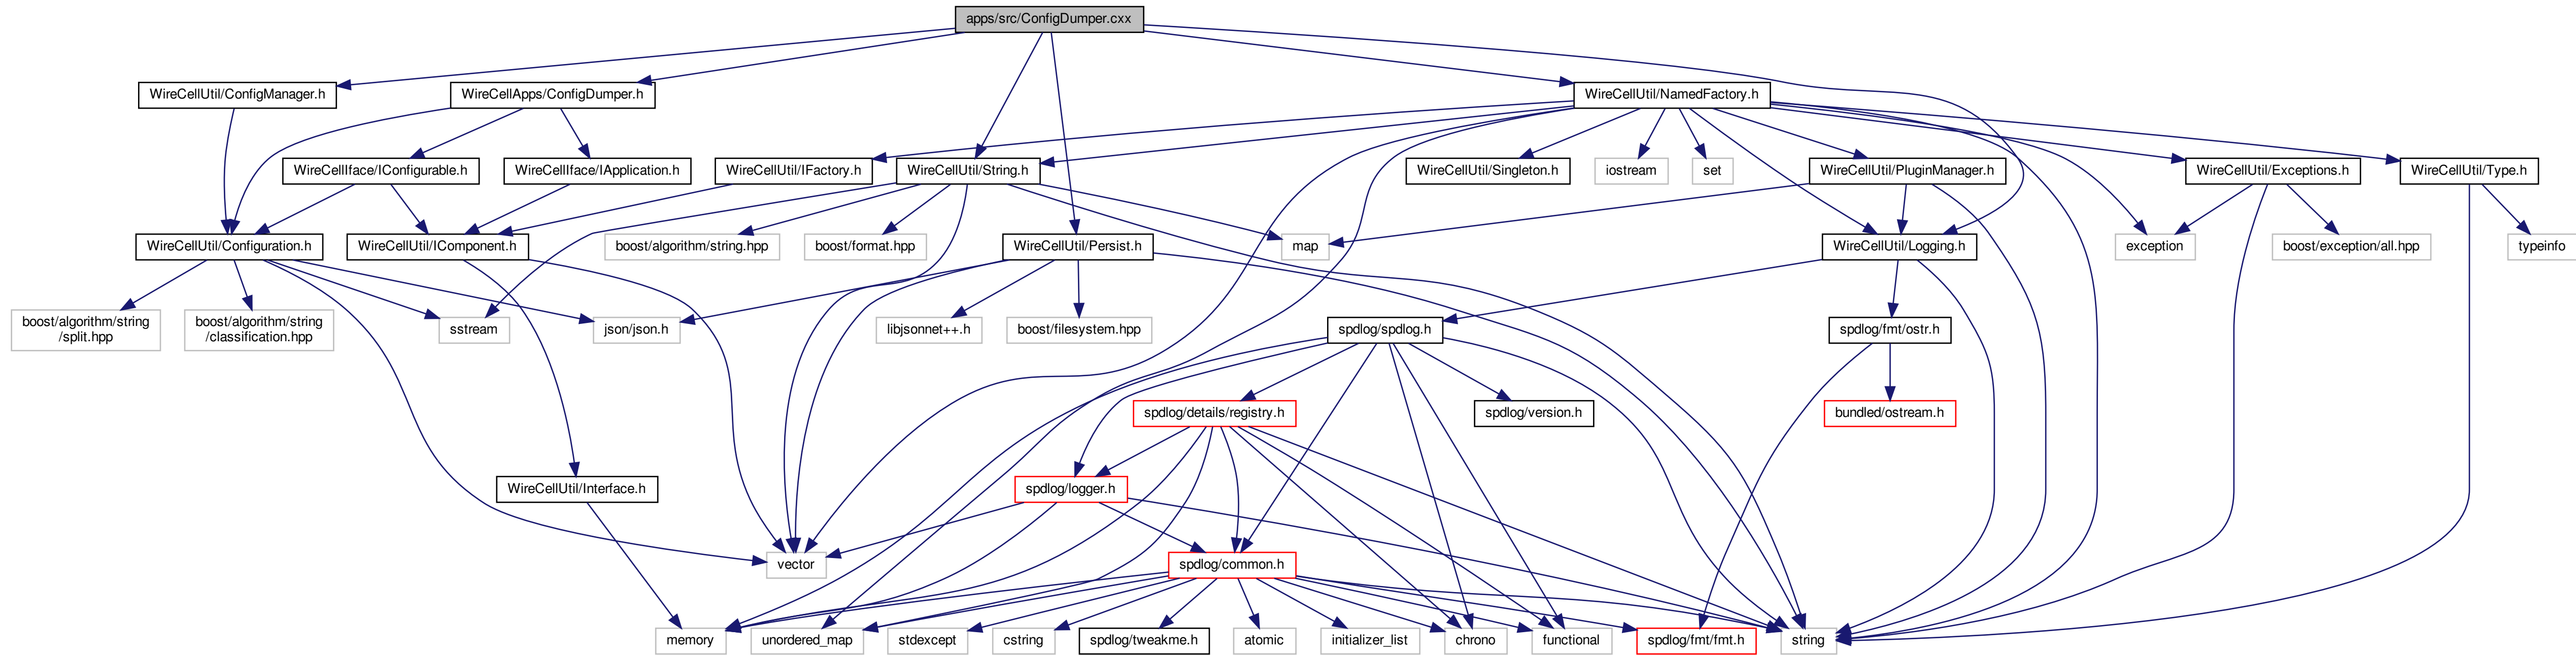 apps/src/ConfigDumper.cxx
WireCellUtil/ConfigManager.h
WireCellApps/ConfigDumper.h
WireCellUtil/NamedFactory.h
WireCellIface/IConfigurable.h
WireCellIface/IApplication.h
WireCellUtil/IFactory.h
WireCellUtil/String.h
WireCellUtil/Singleton.h
iostream
set
WireCellUtil/PluginManager.h
WireCellUtil/Exceptions.h
WireCellUtil/Type.h
WireCellUtil/Configuration.h
WireCellUtil/IComponent.h
boost/algorithm/string.hpp
boost/format.hpp
WireCellUtil/Persist.h
map
WireCellUtil/Logging.h
exception
boost/exception/all.hpp
typeinfo
boost/algorithm/string
/split.hpp
boost/algorithm/string
/classification.hpp
sstream
json/json.h
libjsonnet++.h
boost/filesystem.hpp
spdlog/spdlog.h
spdlog/fmt/ostr.h
spdlog/details/registry.h
spdlog/version.h
bundled/ostream.h
WireCellUtil/Interface.h
spdlog/logger.h
vector
spdlog/common.h
memory
unordered_map
stdexcept
cstring
spdlog/tweakme.h
atomic
initializer_list
chrono
functional
spdlog/fmt/fmt.h
string